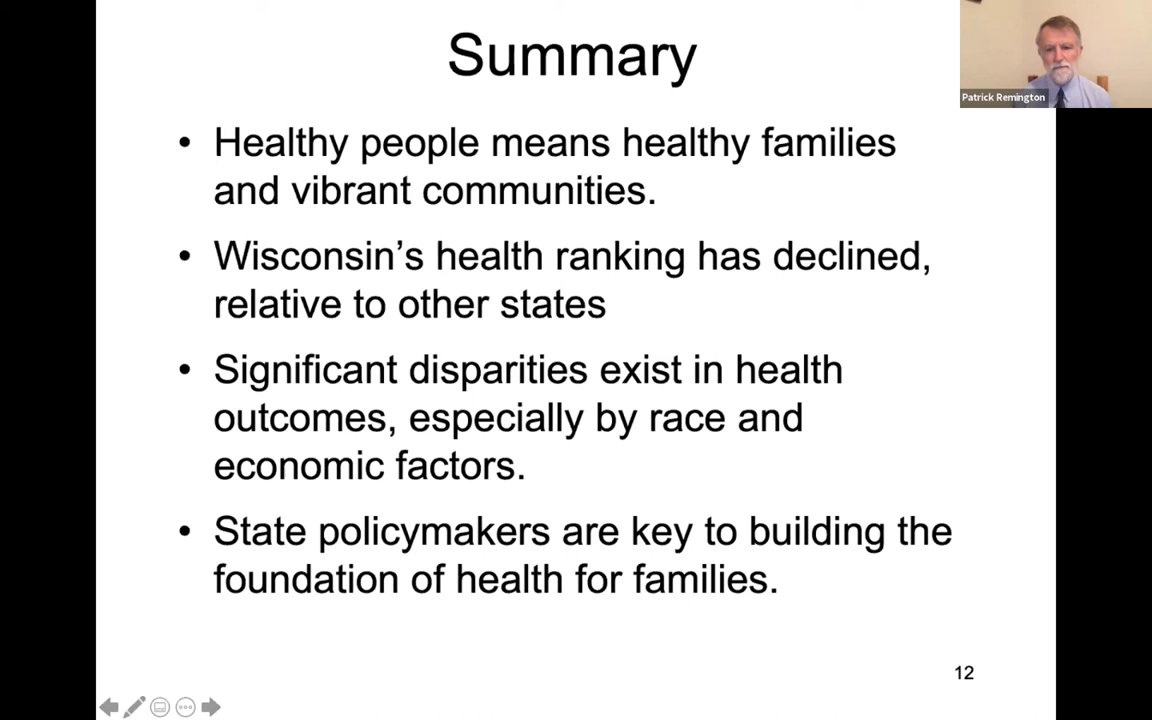 Summary
Patrick Remington
• Healthy people means healthy families
and vibrant communities.
• Wisconsin’s health ranking has declined,
relative to other states
• Significant disparities exist in health
outcomes, especially by race and
economic factors.
• State policymakers are key to building the
foundation of health for families.
12